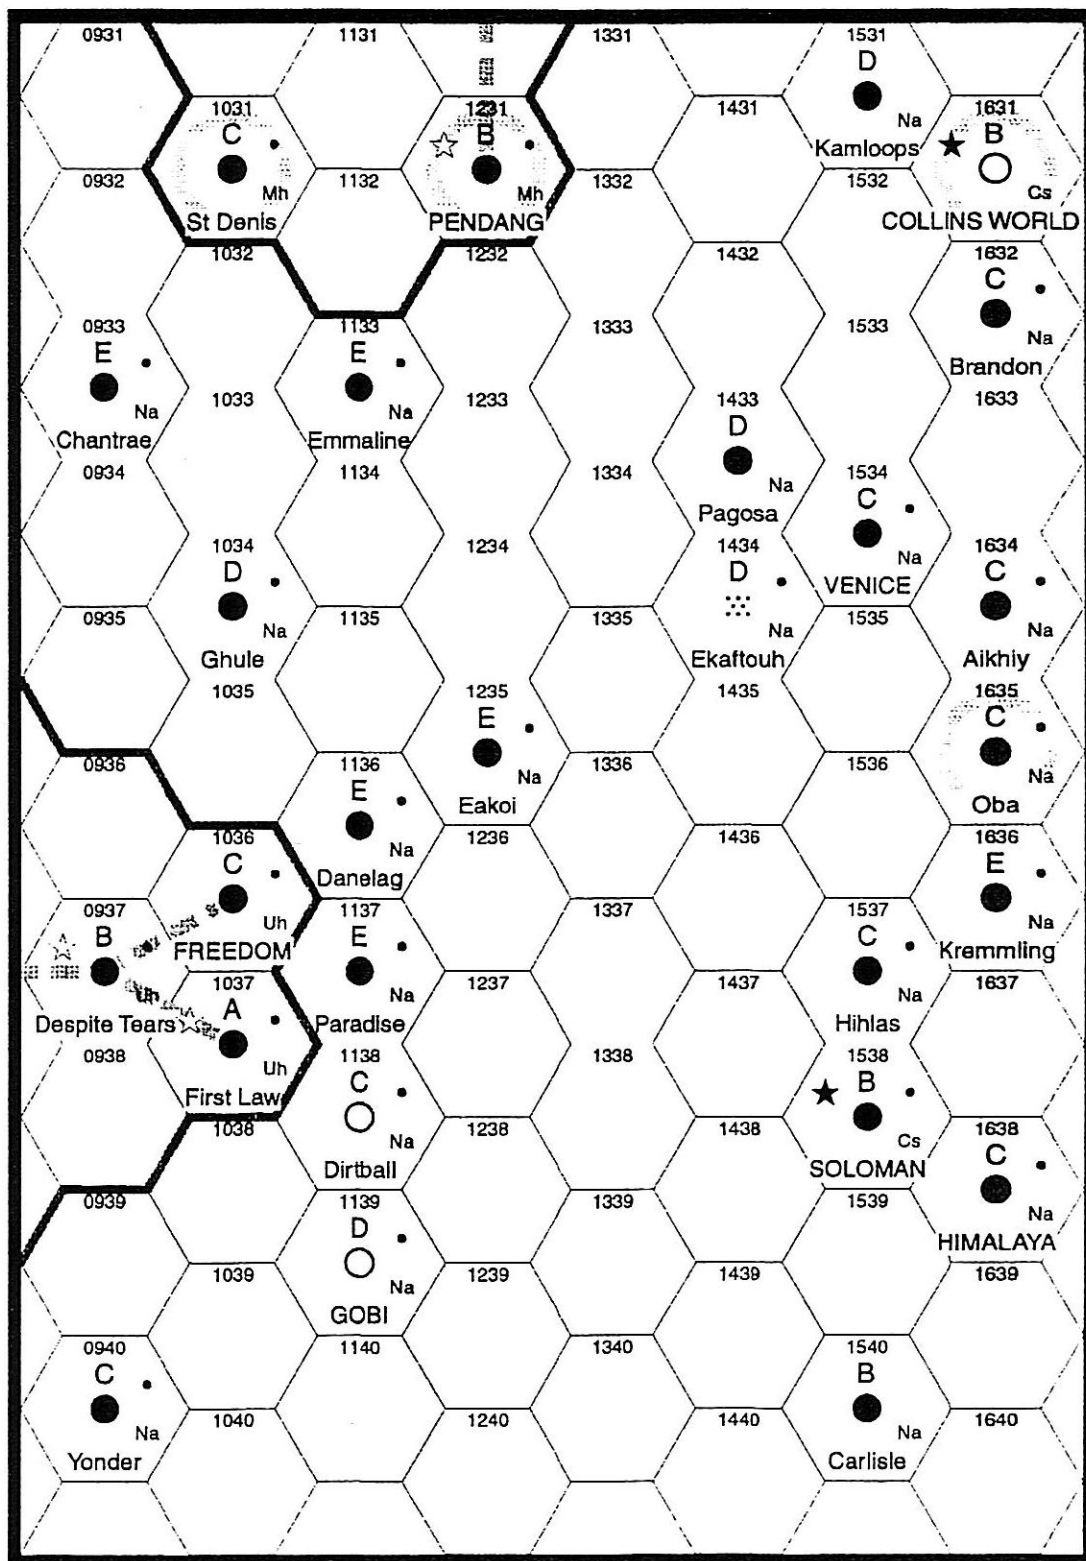 0931
1131
1331
1531
D
Na
Kamloops
1031
C
Mh
St Denis
1231
B
Mh
PENDANG
1431
1631
B
Cs
COLLINS WORLD
0932
1132
1332
1532
1032
1232
1432
1632
C
Na
Brandon
0933
E
Na
Chantrae
1133
E
Na
Emmaline
1333
1533
1033
1233
1433
D
Na
Pagosa
1633
0934
1134
1334
1534
C
Na
VENICE
1034
D
Na
Ghule
1234
1434
D
Na
Ekaftouh
1634
C
Na
Aikhiy
0935
1135
1335
1535
1035
1235
E
Na
Eakoi
1435
1635
C
Na
Oba
0936
1136
E
Na
Danelag
1336
1536
1036
C
Uh
FREEDOM
1236
1436
1636
E
Na
Kremmling
0937
B
Uh
Despite Tears
1137
E
Na
Paradise
1337
1537
C
Na
Hihlas
1037
A
Uh
First Law
1237
1437
1637
0938
1138
C
Na
Dirtball
1338
1538
B
Cs
SOLOMAN
1038
1238
1438
1638
C
Na
HIMALAYA
0939
1139
D
Na
GOBI
1339
1539
1039
1239
1439
1639
0940
C
Na
Yonder
1140
1340
1540
B
Na
Carlisle
1040
1240
1440
1640